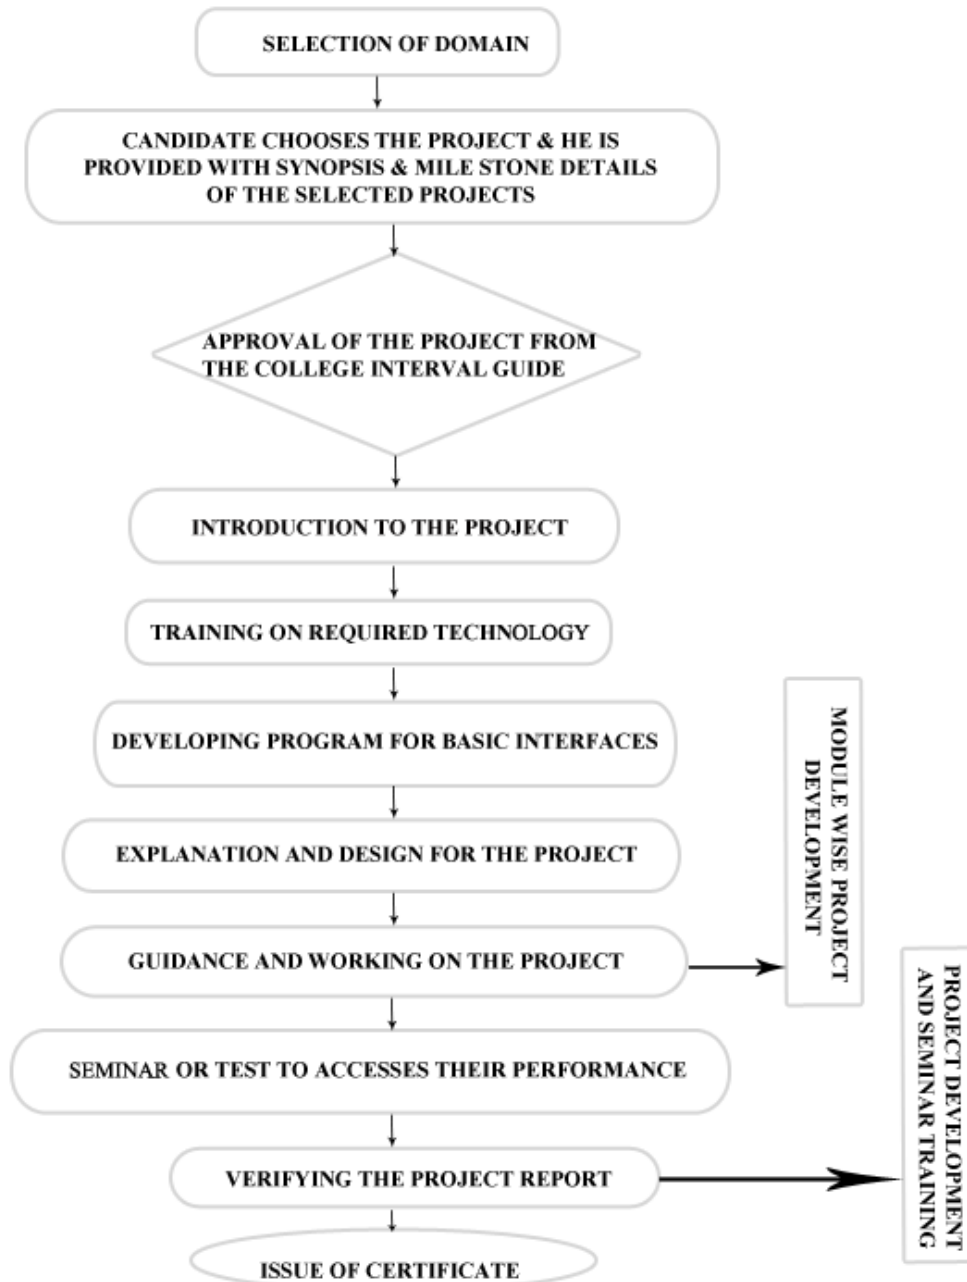 SELECTION OF DOMAIN
CANDIDATE CHOOSES THE PROJECT & HE IS
PROVIDED WITH SYNOPSIS & MILE STONE DETAILS
OF THE SELECTED PROJECTS
APPROVAL OF THE PROJECT FROM
THE COLLEGE INTERVAL GUIDE
INTRODUCTION TO THE PROJECT
TRAINING ON REQUIRED TECHNOLOGY
DEVELOPING PROGRAM FOR BASIC INTERFACES
EXPLANATION AND DESIGN FOR THE PROJECT
GUIDANCE AND WORKING ON THE PROJECT
MODULE WISE PROJECT
DEVELOPMENT
SEMINAR OR TEST TO ACCESSES THEIR PERFORMANCE
VERIFYING THE PROJECT REPORT
PROJECT DEVELOPMENT
AND SEMINAR TRAINING
ISSUE OF CERTIFICATE